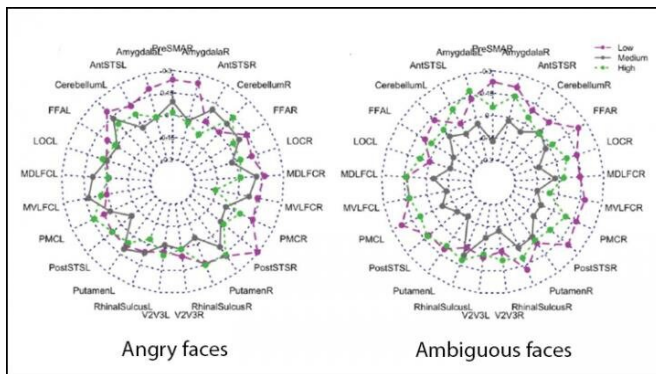 PreSMAR
AmygdalaL
AmygdalaR
AntSTSL
AntSTSR
CerebellumL
CerebellumR
FFAL
FFAR
LOCL
LOCR
MDLFCL
MDLFCR
MVLFCL
MVLFCR
PMCL
PMCR
PostSTSL
PostSTSR
PutamenL
PutamenR
RhinalSulcusL
RhinalSulcusR
V2V3L
V2V3R
Angry faces
PreSMAR
AmygdalaL
AmygdalaR
AntSTSL
AntSTSR
CerebellumL
CerebellumR
FFAL
FFAR
LOCL
LOCR
MDLFCL
MDLFCR
MVLFCL
MVLFCR
PMCL
PMCR
PostSTSL
PostSTSR
PutamenL
PutamenR
RhinalSulcusL
RhinalSulcusR
V2V3L
V2V3R
Ambiguous faces
Low
Medium
High